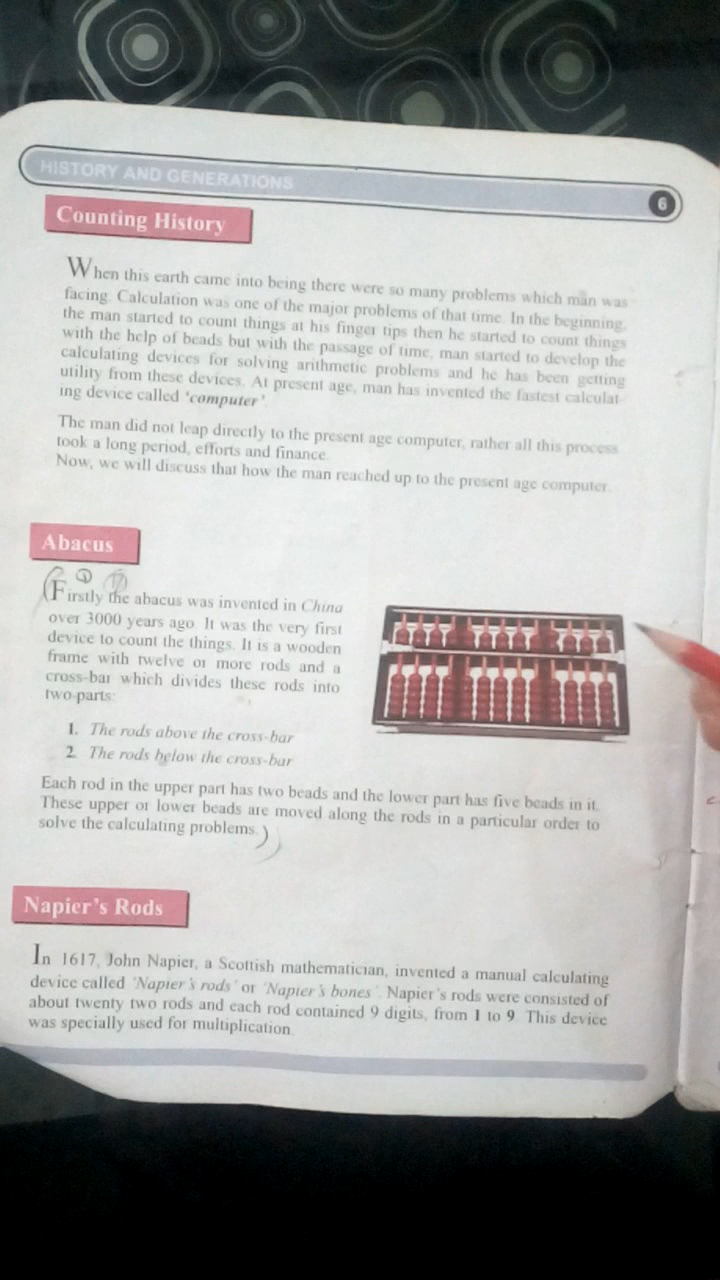 HISTORY AND GENERATIONS
6
Counting History
When this earth came into being there were so many problems which man was
facing. Calculation was one of the major problems of that time. In the beginning,
the man started to count things at his finger tips then he started to count things
with the help of beads but with the passage of time, man started to develop the
calculating devices for solving arithmetic problems and he has been getting
utility from these devices. At present age, man has invented the fastest calculat-
ing device called 'computer'.
The man did not leap directly to the present age computer, rather all this process
took a long period, efforts and finance.
Now, we will discuss that how the man reached up to the present age computer.
Abacus
(Firstly the abacus was invented in China
over 3000 years ago. It was the very first
device to count the things. It is a wooden
frame with twelve or more rods and a
cross-bar which divides these rods into
two-parts:
1. The rods above the cross-bar
2. The rods below the cross-bar
Each rod in the upper part has two beads and the lower part has five beads in it.
These upper or lower beads are moved along the rods in a particular order to
solve the calculating problems.)
Napier's Rods
In 1617, John Napier, a Scottish mathematician, invented a manual calculating
device called 'Napier's rods' or 'Napier's bones'. Napier's rods were consisted of
about twenty two rods and each rod contained 9 digits, from 1 to 9. This device
was specially used for multiplication.